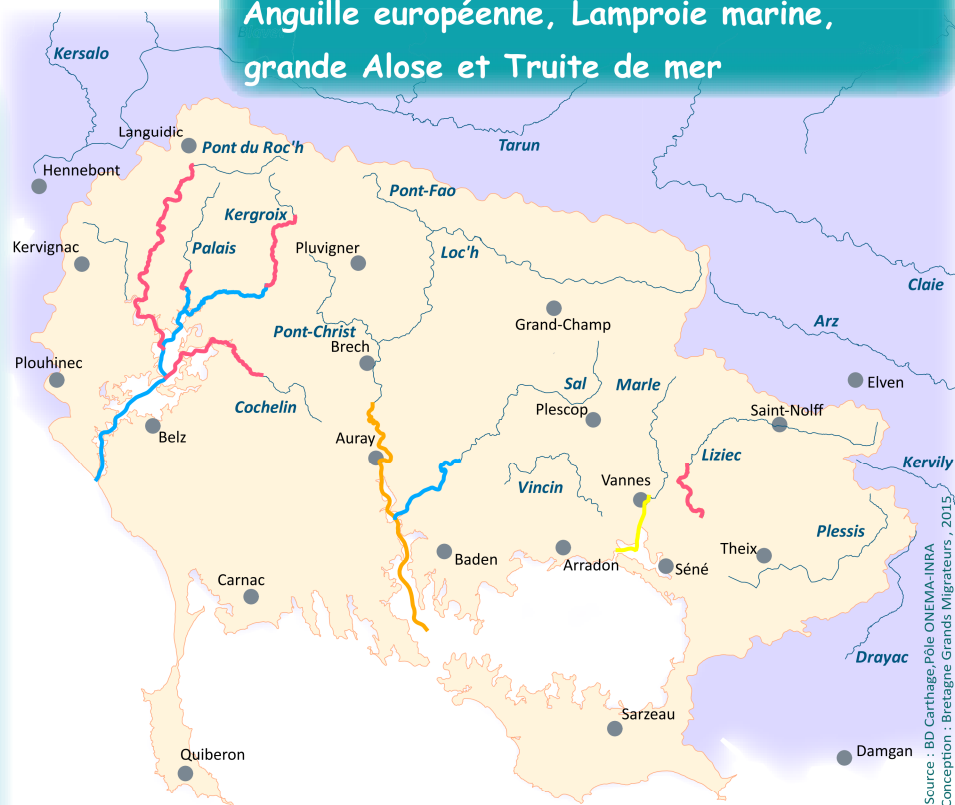 Anguille européenne, Lamproie marine,
grande Alose et Truite de mer
Kersalo
Languidic
Pont du Roc'h
Tarun
Hennebont
Pont-Fao
Kergroix
Kervignac
Palais
Pluvigner
Loc'h
Claie
Grand-Champ
Arz
Pont-Christ
Brech
Plouhinec
Sal
Marle
Elven
Cochelin
Plescop
Saint-Nolff
Belz
Auray
Liziec
Kervily
Vannes
Vincin
Plessis
Baden
Arradon
Theix
Séné
Carnac
Drayac
Sarzeau
Quiberon
Damgan
Source : BD Carthage,Pôle ONEMA-INRA
Conception : Bretagne Grands Migrateurs , 2015